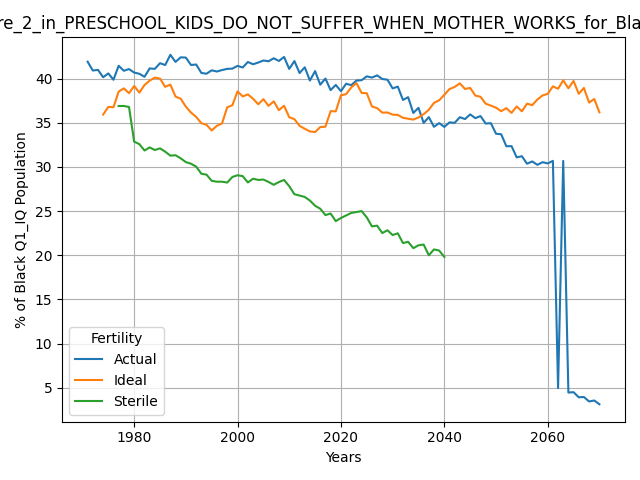 re_2_in_PRESCHOOL_KIDS_DO_NOT_SUFFER_WHEN_MOTHER_WORKS_for_Bla
% of Black Q1_IQ Population
40
35
30
25
20
15
10
5
Fertility
Actual
Ideal
Sterile
1980 2000 2020 2040 2060
Years